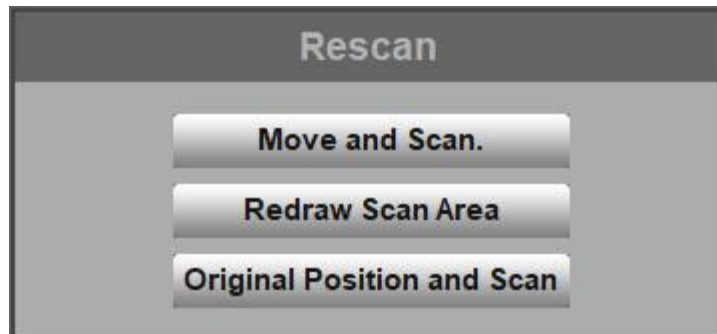 Rescan
Move and Scan.
Redraw Scan Area
Original Position and Scan